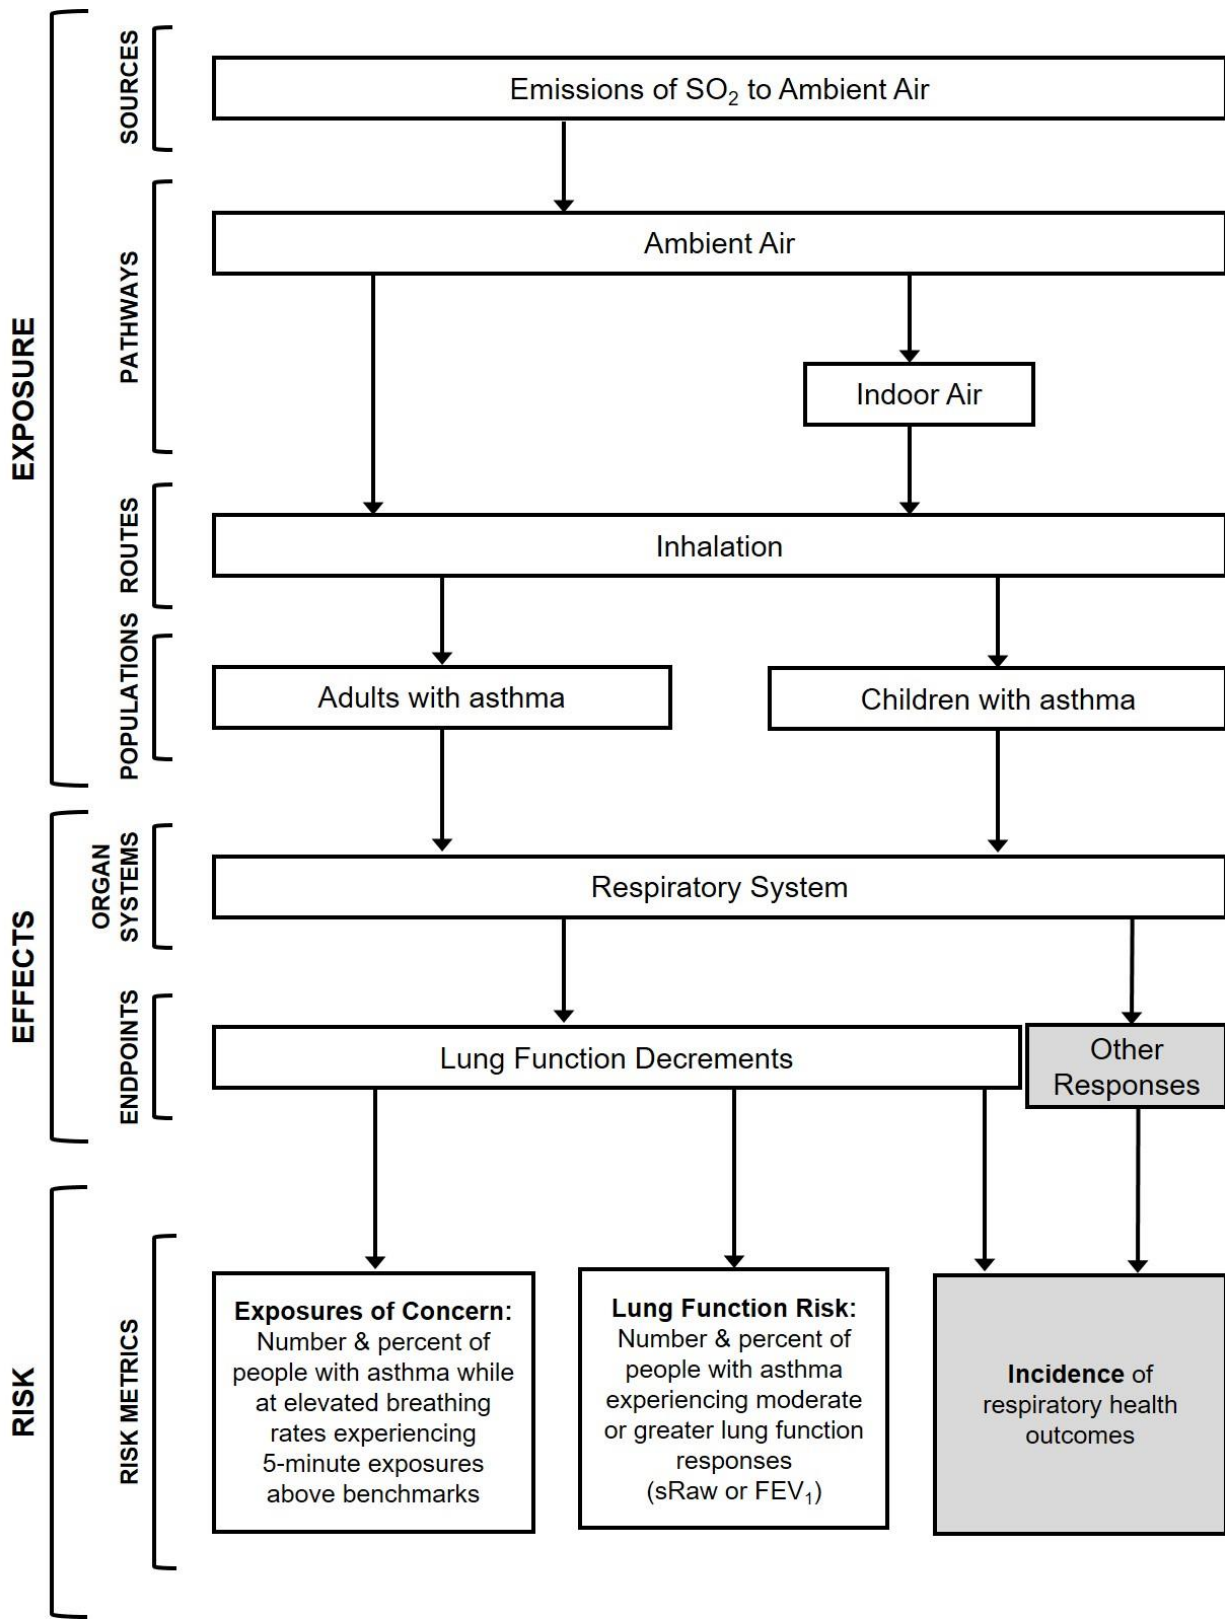 EXPOSURE
SOURCES
Emissions of SO₂ to Ambient Air
PATHWAYS
Ambient Air
Indoor Air
ROUTES
Inhalation
POPULATIONS
Adults with asthma
Children with asthma
EFFECTS
ORGAN
SYSTEMS
Respiratory System
ENDPOINTS
Lung Function Decrements
Other
Responses
RISK
RISK METRICS
Exposures of Concern:
Number & percent of
people with asthma while
at elevated breathing
rates experiencing
5-minute exposures
above benchmarks
Lung Function Risk:
Number & percent of
people with asthma
experiencing moderate
or greater lung function
responses
(sRaw or FEV₁)
Incidence of
respiratory health
outcomes